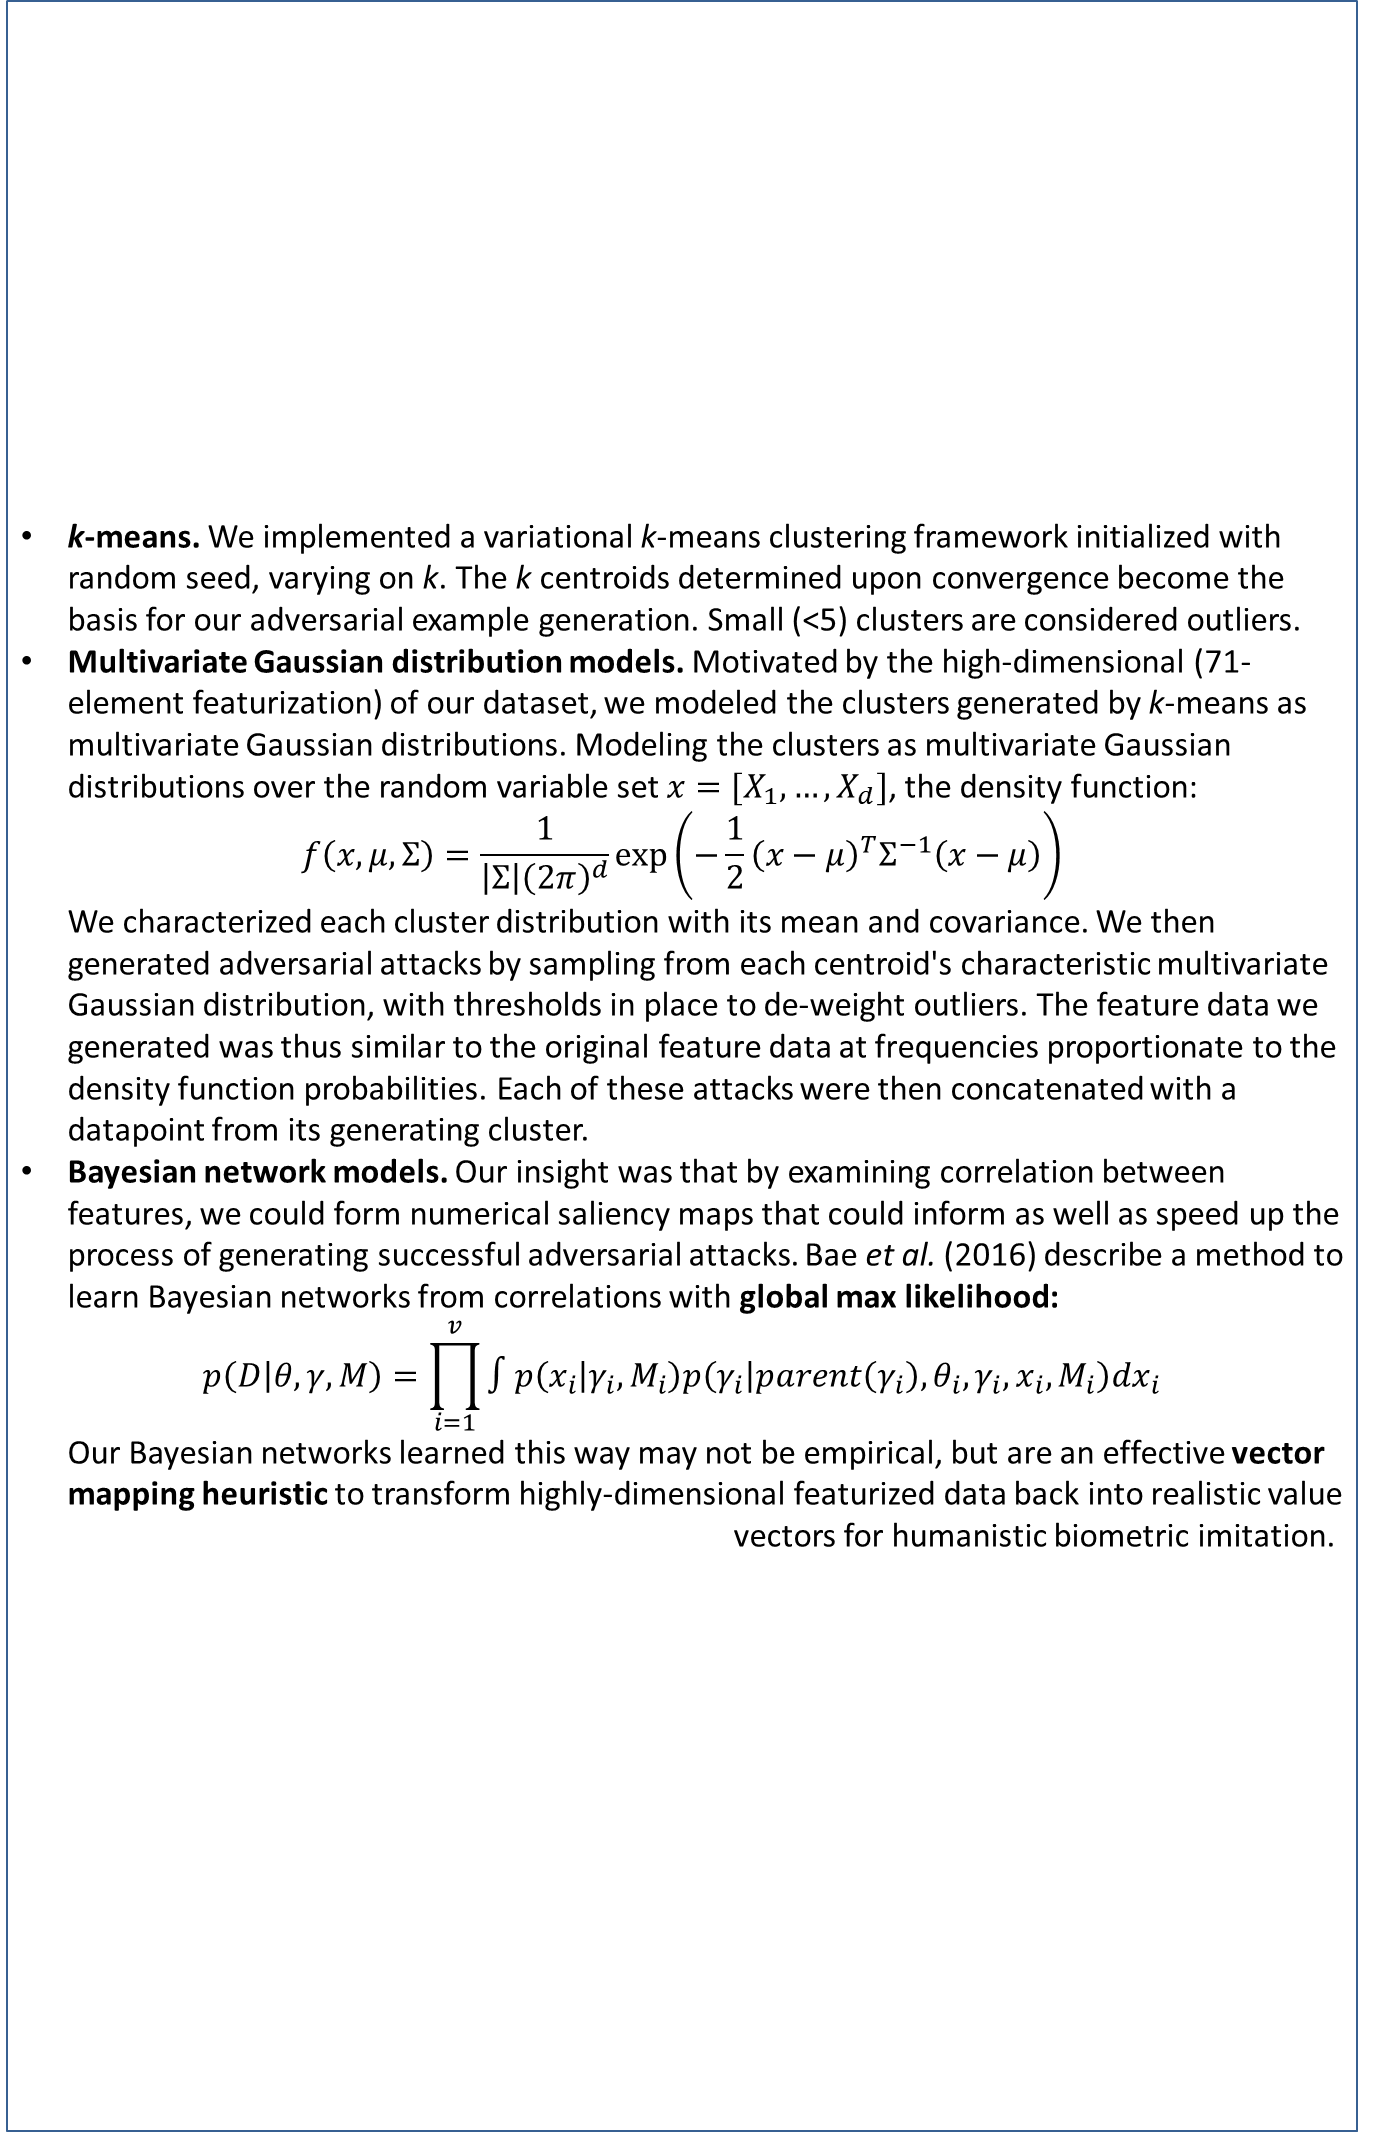 • k-means. We implemented a variational k-means clustering framework initialized with
random seed, varying on k. The k centroids determined upon convergence become the
basis for our adversarial example generation. Small (<5) clusters are considered outliers.
• Multivariate Gaussian distribution models. Motivated by the high-dimensional (71-
element featurization) of our dataset, we modeled the clusters generated by k-means as
multivariate Gaussian distributions. Modeling the clusters as multivariate Gaussian
distributions over the random variable set x = [X₁, … , X_d], the density function:
f(x, μ, Σ) = 1 / (|Σ|(2π)^d) exp(−1/2 (x − μ)^T Σ^−1 (x − μ))
We characterized each cluster distribution with its mean and covariance. We then
generated adversarial attacks by sampling from each centroid's characteristic multivariate
Gaussian distribution, with thresholds in place to de-weight outliers. The feature data we
generated was thus similar to the original feature data at frequencies proportionate to the
density function probabilities. Each of these attacks were then concatenated with a
datapoint from its generating cluster.
• Bayesian network models. Our insight was that by examining correlation between
features, we could form numerical saliency maps that could inform as well as speed up the
process of generating successful adversarial attacks. Bae et al. (2016) describe a method to
learn Bayesian networks from correlations with global max likelihood:
p(D|θ, γ, M) = ∏_{i=1}^{v} ∫ p(x_i|γ_i, M_i)p(γ_i|parent(γ_i), θ_i, γ_i, x_i, M_i)dx_i
Our Bayesian networks learned this way may not be empirical, but are an effective vector
mapping heuristic to transform highly-dimensional featurized data back into realistic value
vectors for humanistic biometric imitation.